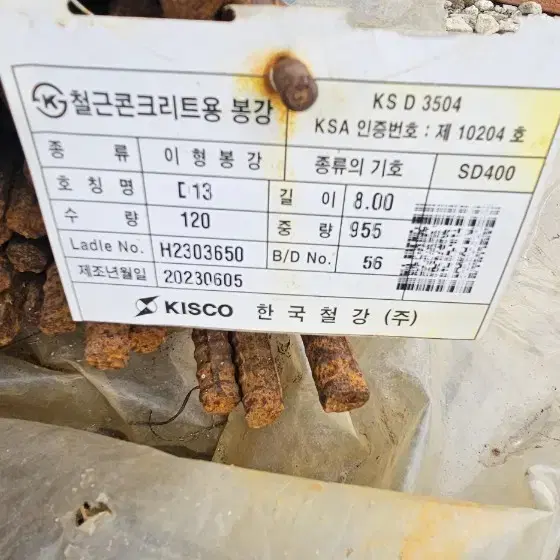 철근콘크리트용 봉강
KS D 3504
KSA 인증번호 : 제 10204 호
종 류 이형봉강 종류의 기호 SD400
호칭명 D13 길 이 8.00
수 량 120 중 량 955
Ladle No. H2303650 B/D No. 56
제조년월일 20230605
KISCO 한국철강 (주)